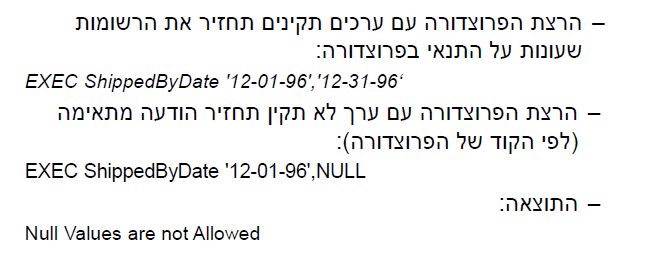 – הרצת הפרוצדורה עם ערכים תקינים תחזיר את הרשומות
שעונות על התנאי בפרוצדורה:
EXEC ShippedByDate '12-01-96','12-31-96‘
– הרצת הפרוצדורה עם ערך לא תקין תחזיר הודעה מתאימה
(לפי הקוד של הפרוצדורה):
EXEC ShippedByDate '12-01-96',NULL
– התוצאה:
Null Values are not Allowed